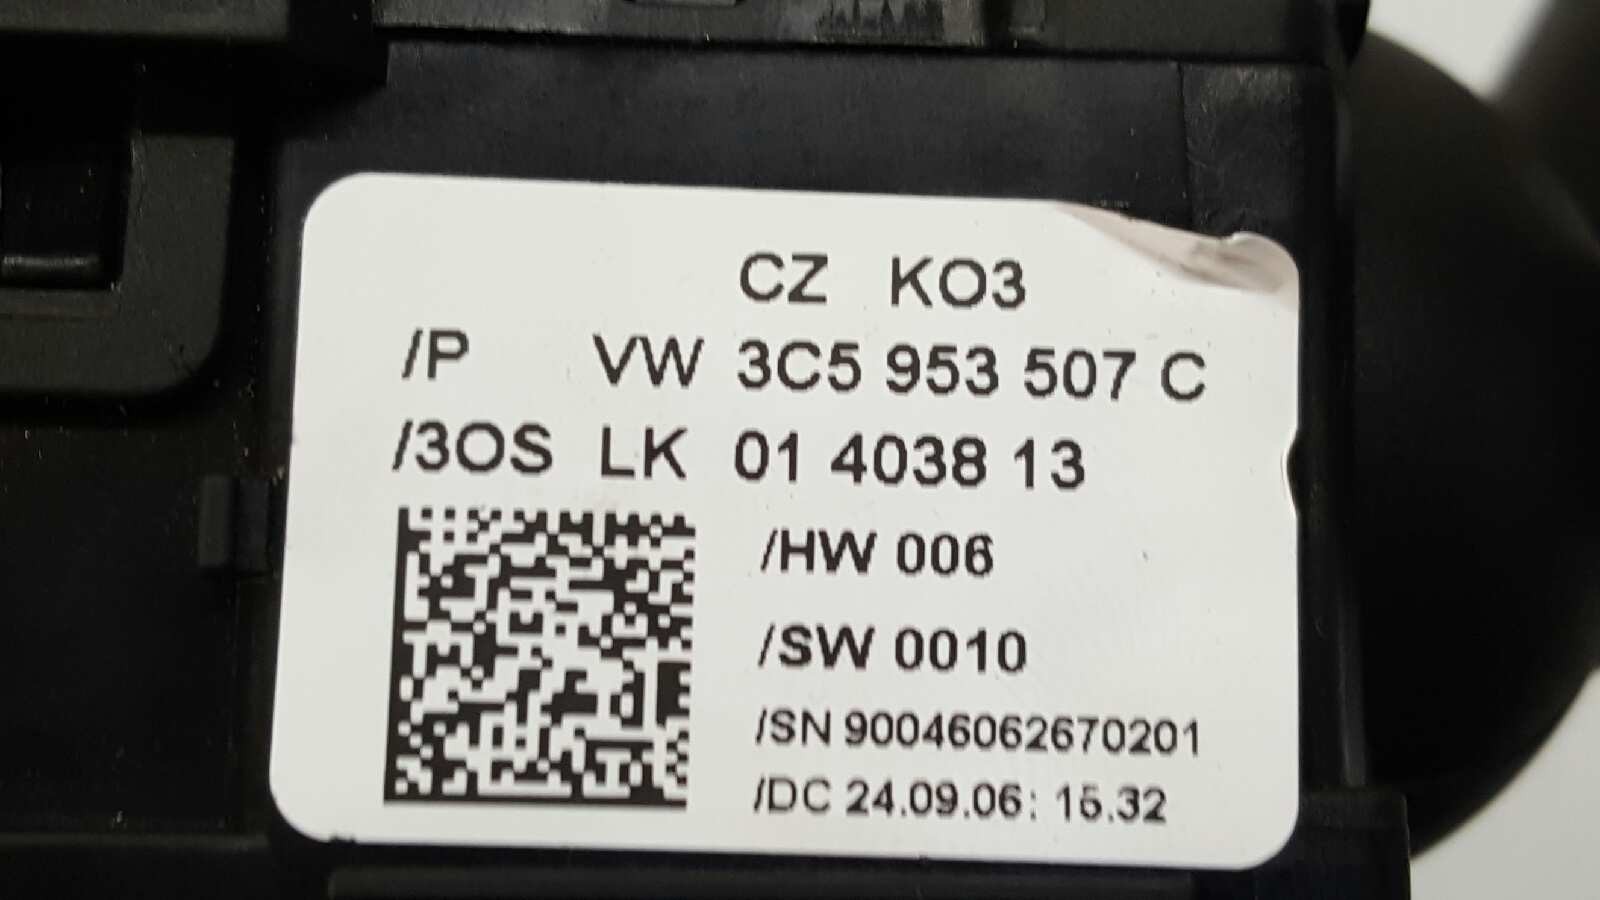 CZ KO3
/P VW 3C5 953 507 C
/3OS LK 01 4038 13
/HW 006
/SW 0010
/SN 90046062670201
/DC 24.09.06: 15.32